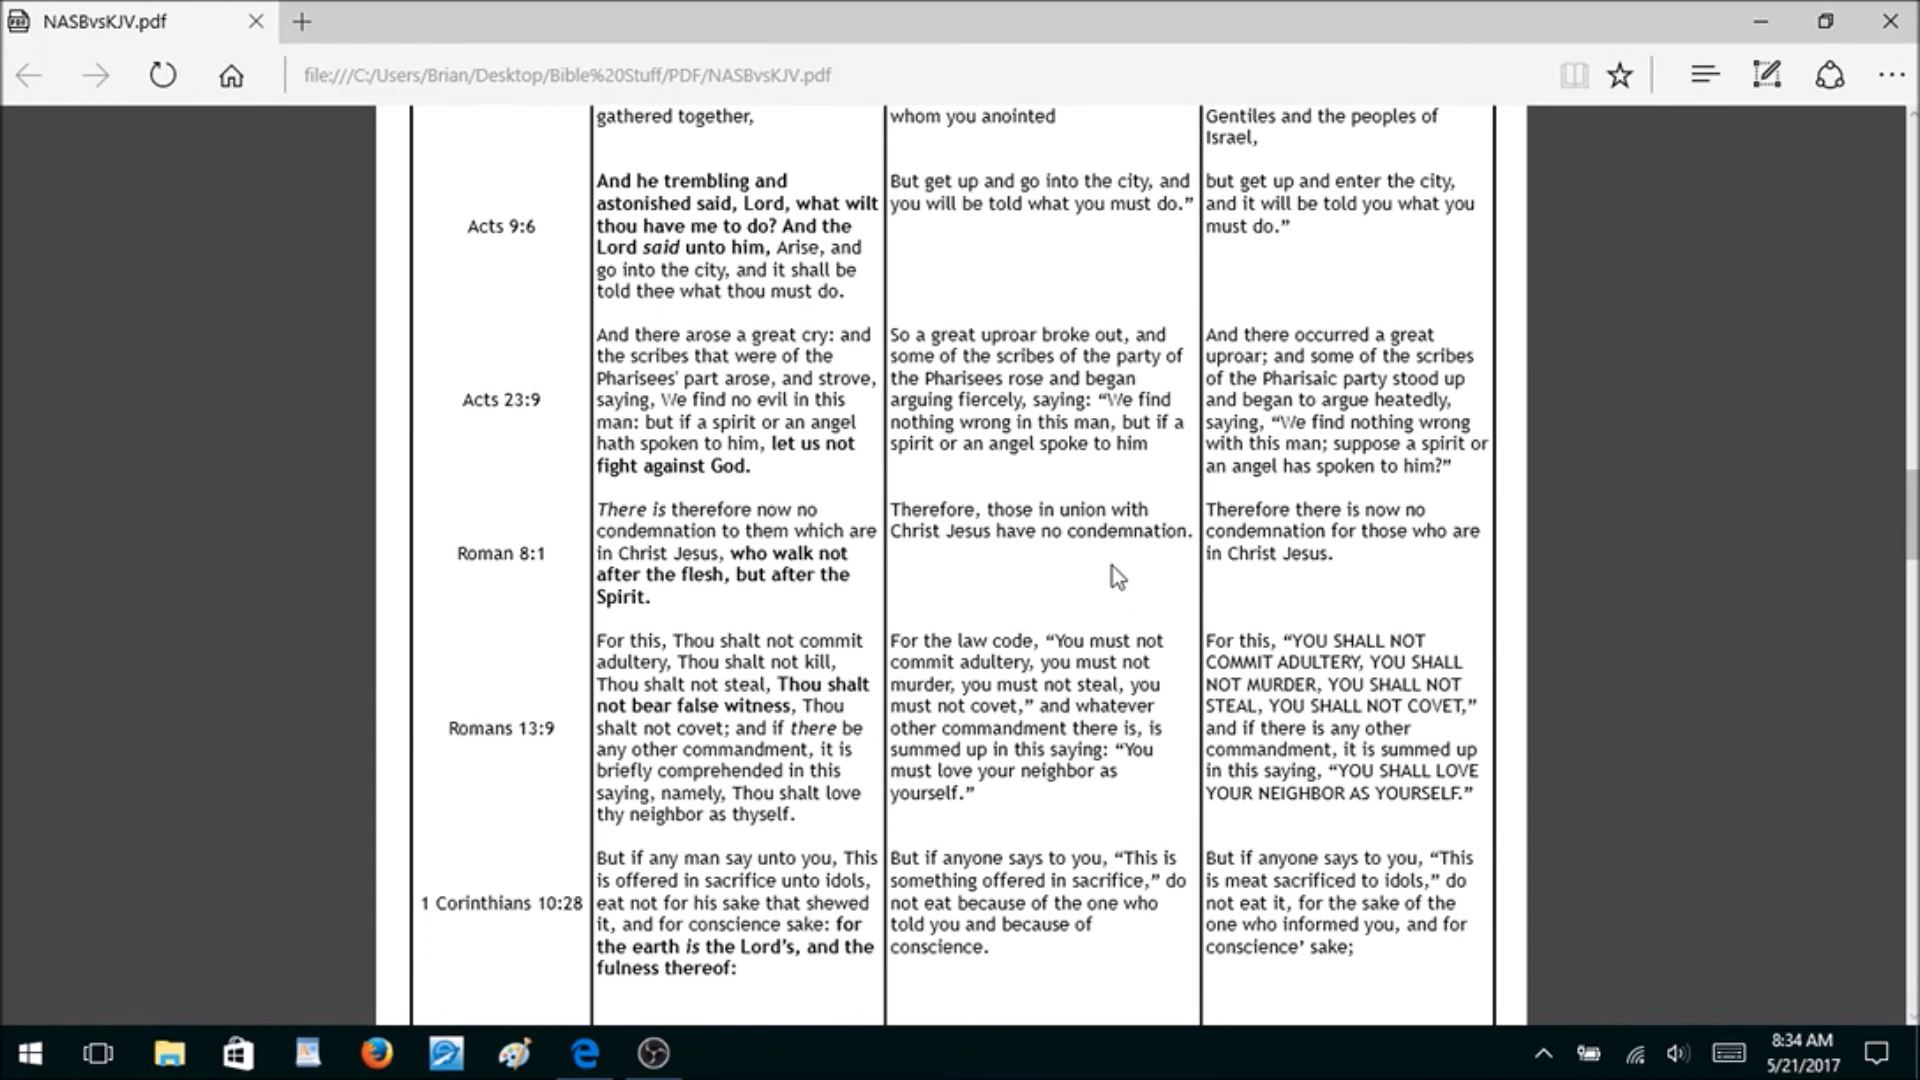 NASBvsKJV.pdf
file:///C:/Users/Brian/Desktop/Bible%20Stuff/PDF/NASBvsKJV.pdf
gathered together,
whom you anointed
Gentiles and the peoples of
Israel,
Acts 9:6
And he trembling and
astonished said, Lord, what wilt
thou have me to do? And the
Lord said unto him, Arise, and
go into the city, and it shall be
told thee what thou must do.
But get up and go into the city, and
you will be told what you must do.”
but get up and enter the city,
and it will be told you what you
must do.”
Acts 23:9
And there arose a great cry: and
the scribes that were of the
Pharisees' part arose, and strove,
saying, We find no evil in this
man: but if a spirit or an angel
hath spoken to him, let us not
fight against God.
So a great uproar broke out, and
some of the scribes of the party of
the Pharisees rose and began
arguing fiercely, saying: “We find
nothing wrong in this man, but if a
spirit or an angel spoke to him
And there occurred a great
uproar; and some of the scribes
of the Pharisaic party stood up
and began to argue heatedly,
saying, “We find nothing wrong
with this man; suppose a spirit or
an angel has spoken to him?”
Roman 8:1
There is therefore now no
condemnation to them which are
in Christ Jesus, who walk not
after the flesh, but after the
Spirit.
Therefore, those in union with
Christ Jesus have no condemnation.
Therefore there is now no
condemnation for those who are
in Christ Jesus.
Romans 13:9
For this, Thou shalt not commit
adultery, Thou shalt not kill,
Thou shalt not steal, Thou shalt
not bear false witness, Thou
shalt not covet; and if there be
any other commandment, it is
briefly comprehended in this
saying, namely, Thou shalt love
thy neighbor as thyself.
For the law code, “You must not
commit adultery, you must not
murder, you must not steal, you
must not covet,” and whatever
other commandment there is, is
summed up in this saying: “You
must love your neighbor as
yourself.”
For this, “YOU SHALL NOT
COMMIT ADULTERY, YOU SHALL
NOT MURDER, YOU SHALL NOT
STEAL, YOU SHALL NOT COVET,”
and if there is any other
commandment, it is summed up
in this saying, “YOU SHALL LOVE
YOUR NEIGHBOR AS YOURSELF.”
1 Corinthians 10:28
But if any man say unto you, This
is offered in sacrifice unto idols,
eat not for his sake that shewed
it, and for conscience sake: for
the earth is the Lord's, and the
fulness thereof:
But if anyone says to you, “This is
something offered in sacrifice,” do
not eat because of the one who
told you and because of
conscience.
But if anyone says to you, “This
is meat sacrificed to idols,” do
not eat it, for the sake of the
one who informed you, and for
conscience’ sake;
8:34 AM
5/21/2017